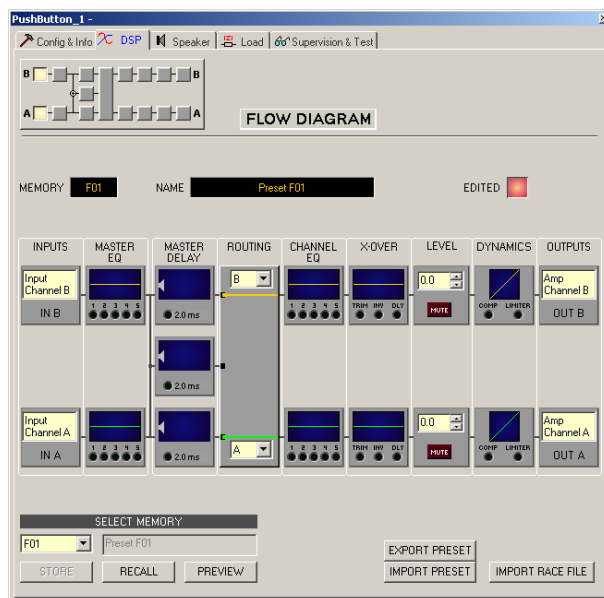 PushButton_1 -
Config & Info DSP Speaker Load Supervision & Test
B B
A A
FLOW DIAGRAM
MEMORY F01 NAME Preset F01 EDITED
INPUTS MASTER EQ MASTER DELAY ROUTING CHANNEL EQ X-OVER LEVEL DYNAMICS OUTPUTS
Input Channel B B 0.0 Amp Channel B
IN B 1 2 3 4 5 2.0 ms 1 2 3 4 5 TRIM INV DLY MUTE COMP LIMITER OUT B
2.0 ms
Input Channel A 0.0 Amp Channel A
IN A 1 2 3 4 5 2.0 ms A 1 2 3 4 5 TRIM INV DLY MUTE COMP LIMITER OUT A
SELECT MEMORY
F01 Preset F01
EXPORT PRESET
STORE RECALL PREVIEW IMPORT PRESET IMPORT RACE FILE